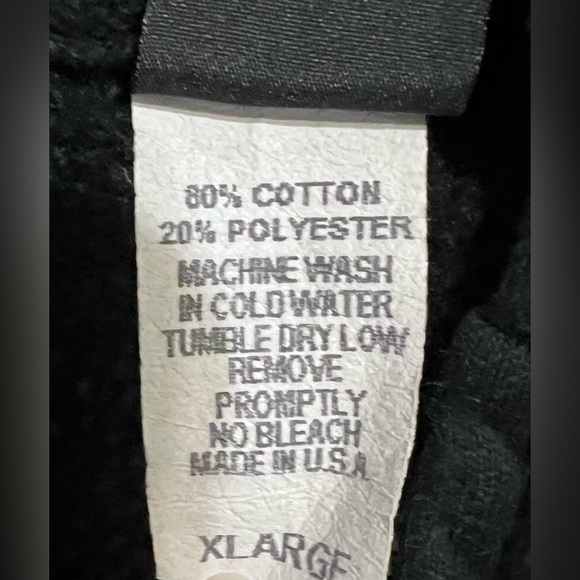 80% COTTON
20% POLYESTER
MACHINE WASH
IN COLD WATER
TUMBLE DRY LOW
REMOVE
PROMPTLY
NO BLEACH
MADE IN U.S.A
XLARGE